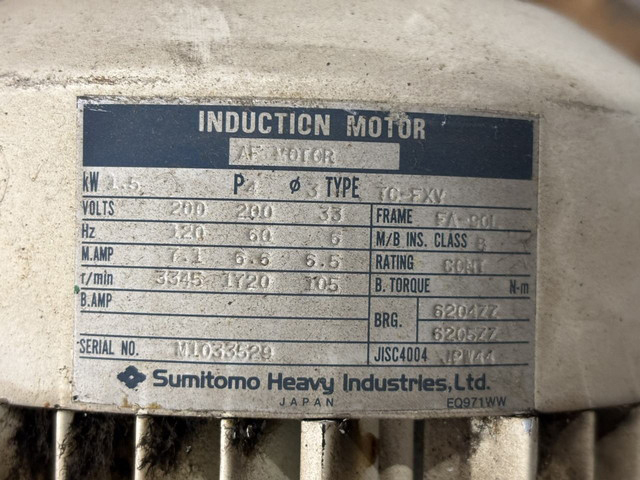 INDUCTION MOTOR
AF MOTOR
kW 1.5 P 4 ø 3 TYPE TC-FXV
VOLTS 200 200 33 FRAME FA-90L
Hz 120 60 6 M/B INS. CLASS B
M.AMP 7.1 6.6 6.5 RATING CONT
r/min 3345 1720 105 B. TORQUE N-m
B.AMP
BRG. 6204ZZ
6205ZZ
SERIAL NO. M1033529 JISC4004 JPW44
Sumitomo Heavy Industries, Ltd.
JAPAN EQ971WW